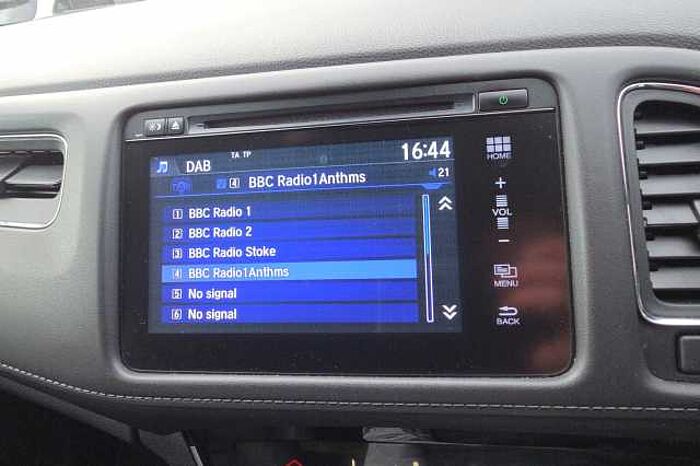 DAB TA TP 16:44
4 BBC Radio1Anthms 21
1 BBC Radio 1
2 BBC Radio 2
3 BBC Radio Stoke
4 BBC Radio1Anthms
5 No signal
6 No signal
HOME
+
VOL
-
MENU
BACK